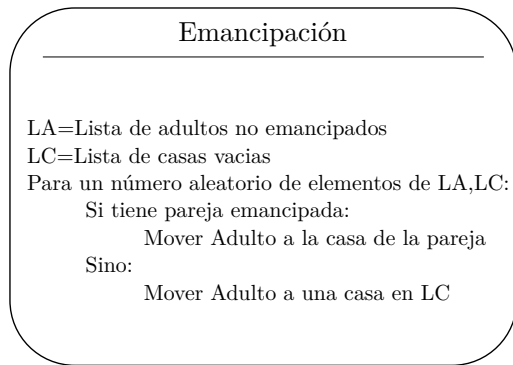 Emancipación
LA=Lista de adultos no emancipados
LC=Lista de casas vacias
Para un número aleatorio de elementos de LA,LC:
Si tiene pareja emancipada:
Mover Adulto a la casa de la pareja
Sino:
Mover Adulto a una casa en LC